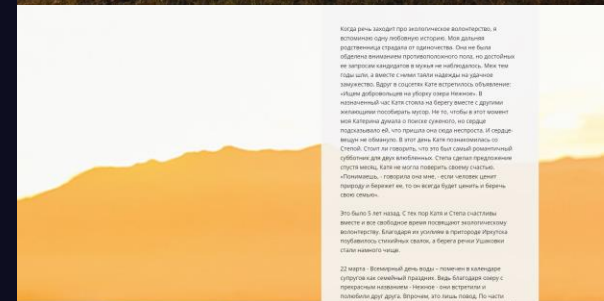 Когда речь заходит про экологическое волонтерство, я
вспоминаю одну любовную историю. Моя дальняя
родственница страдала от одиночества. Она не была
обделена вниманием противоположного пола, но достойных
ее запросам кандидатов в мужья не наблюдалось. Меж тем
годы шли, а вместе с ними таяли надежды на удачное
замужество. Вдруг в соцсетях Кате встретилось объявление:
«Ищем добровольцев на уборку озера Нежное». В
назначенный час Катя стояла на берегу вместе с другими
желающими пособирать мусор. Не то, чтобы в этот момент
моя Катерина думала о поиске суженого, но сердце
подсказывало ей, что пришла она сюда неспроста. И сердце-
вещун не обмануло. В этот день Катя познакомилась со
Степой. Стоит ли говорить, что это был самый романтичный
субботник для двух влюбленных. Степа сделал предложение
спустя месяц. Катя не могла поверить своему счастью.
«Понимаешь, - говорила она мне, - если человек ценит
природу и бережет ее, то он всегда будет ценить и беречь
свою семью».
Это было 5 лет назад. С тех пор Катя и Степа счастливы
вместе и все свободное время посвящают экологическому
волонтерству. Благодаря их усилиям в пригороде Иркутска
поубавилось стихийных свалок, а берега речки Ушаковки
стали намного чище.
22 марта - Всемирный день воды - помечен в календаре
супругов как семейный праздник. Ведь благодаря озеру с
прекрасным названием - Нежное - они встретили и
полюбили друг друга. Впрочем, это лишь повод. По части